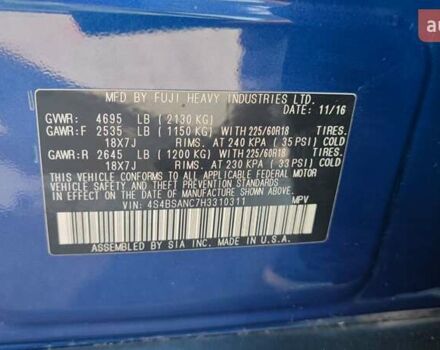 MFD BY FUJI HEAVY INDUSTRIES LTD.
DATE: 11/16
GVWR: 4695 LB (2130 KG)
GAWR:F 2535 LB (1150 KG) WITH 225/60R18 TIRES.
18X7J RIMS. AT 240 KPA (35 PSI) COLD
GAWR:R 2645 LB (1200 KG) WITH 225/60R18 TIRES.
18X7J RIMS. AT 230 KPA (33 PSI) COLD
THIS VEHICLE CONFORMS TO ALL APPLICABLE FEDERAL MOTOR
VEHICLE SAFETY, BUMPER, AND THEFT PREVENTION STANDARDS
IN EFFECT ON THE DATE OF MANUFACTURE SHOWN ABOVE.
VIN: 4S4BSANC7H3310311 MPV
ASSEMBLED BY SIA INC. MADE IN U.S.A.